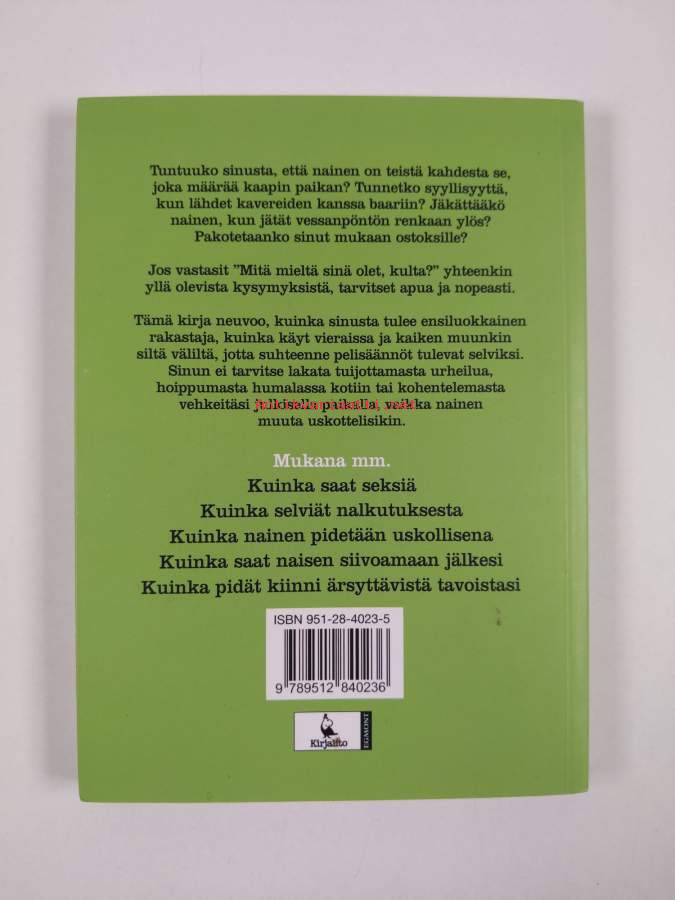 Tuntuuko sinusta, että nainen on teistä kahdesta se,
joka määrää kaapin paikan? Tunnetko syyllisyyttä,
kun lähdet kavereiden kanssa baariin? Jäkättääkö
nainen, kun jätät vessanpöntön renkaan ylös?
Pakotetaanko sinut mukaan ostoksille?
Jos vastasit ”Mitä mieltä sinä olet, kulta?” yhteenkin
yllä olevista kysymyksistä, tarvitset apua ja nopeasti.
Tämä kirja neuvoo, kuinka sinusta tulee ensiluokkainen
rakastaja, kuinka käyt vieraissa ja kaiken muunkin
siltä väliltä, jotta suhteenne pelisäännöt tulevat selviksi.
Sinun ei tarvitse lakata tuijottamasta urheilua,
hoippumasta humalassa kotiin tai kohentelemasta
vehkeitäsi julkisella paikalla, vaikka nainen
muuta uskottelisikin.
Mukana mm.
Kuinka saat seksiä
Kuinka selviät nalkutuksesta
Kuinka nainen pidetään uskollisena
Kuinka saat naisen siivoamaan jälkesi
Kuinka pidät kiinni ärsyttävistä tavoistasi
ISBN 951-28-4023-5
9 789512 840236
Kirjalito
EGMONT